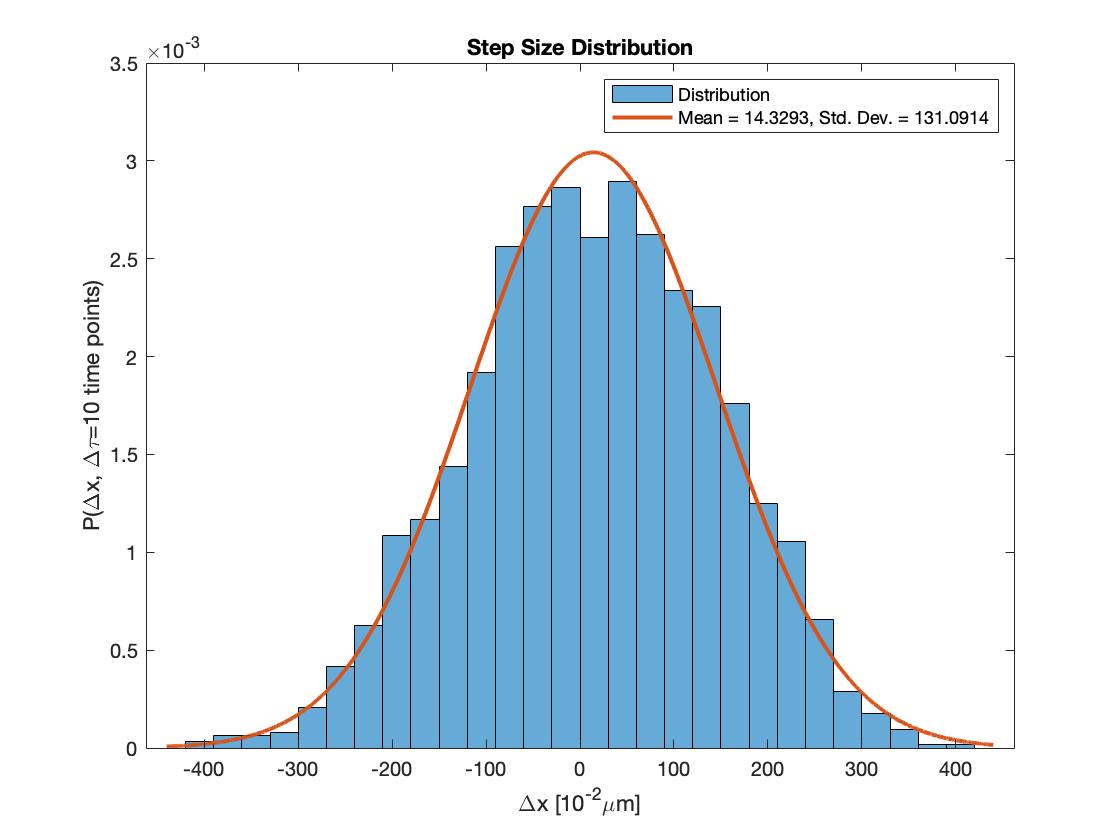 Step Size Distribution
×10⁻³
3.5
3
2.5
2
1.5
1
0.5
0
P(Δx, Δτ=10 time points)
Distribution
Mean = 14.3293, Std. Dev. = 131.0914
-400 -300 -200 -100 0 100 200 300 400
Δx [10⁻²μm]